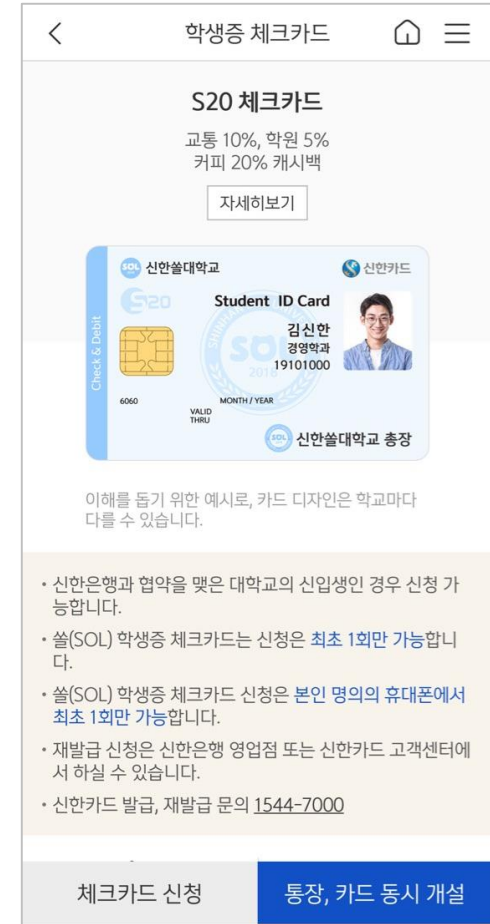 학생증 체크카드
S20 체크카드
교통 10%, 학원 5%
커피 20% 캐시백
자세히보기
SOL 신한쏠대학교
신한카드
S20
Student ID Card
Check & Debit
김신한
경영학과
19101000
SOL
2018
6060
MONTH / YEAR
VALID
THRU
SOL 신한쏠대학교 총장
이해를 돕기 위한 예시로, 카드 디자인은 학교마다
다를 수 있습니다.
• 신한은행과 협약을 맺은 대학교의 신입생인 경우 신청 가
능합니다.
• 쏠(SOL) 학생증 체크카드는 신청은 최초 1회만 가능합니
다.
• 쏠(SOL) 학생증 체크카드 신청은 본인 명의의 휴대폰에서
최초 1회만 가능합니다.
• 재발급 신청은 신한은행 영업점 또는 신한카드 고객센터에
서 하실 수 있습니다.
• 신한카드 발급, 재발급 문의 1544-7000
체크카드 신청
통장, 카드 동시 개설